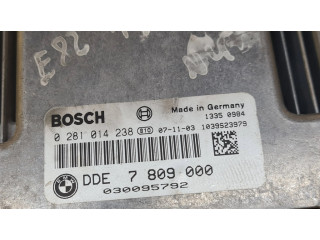 E82
BOSCH
Made in Germany
1335 0984
0 281 014 238 07-11-03 1039523979
DDE 7 809 000
030095792